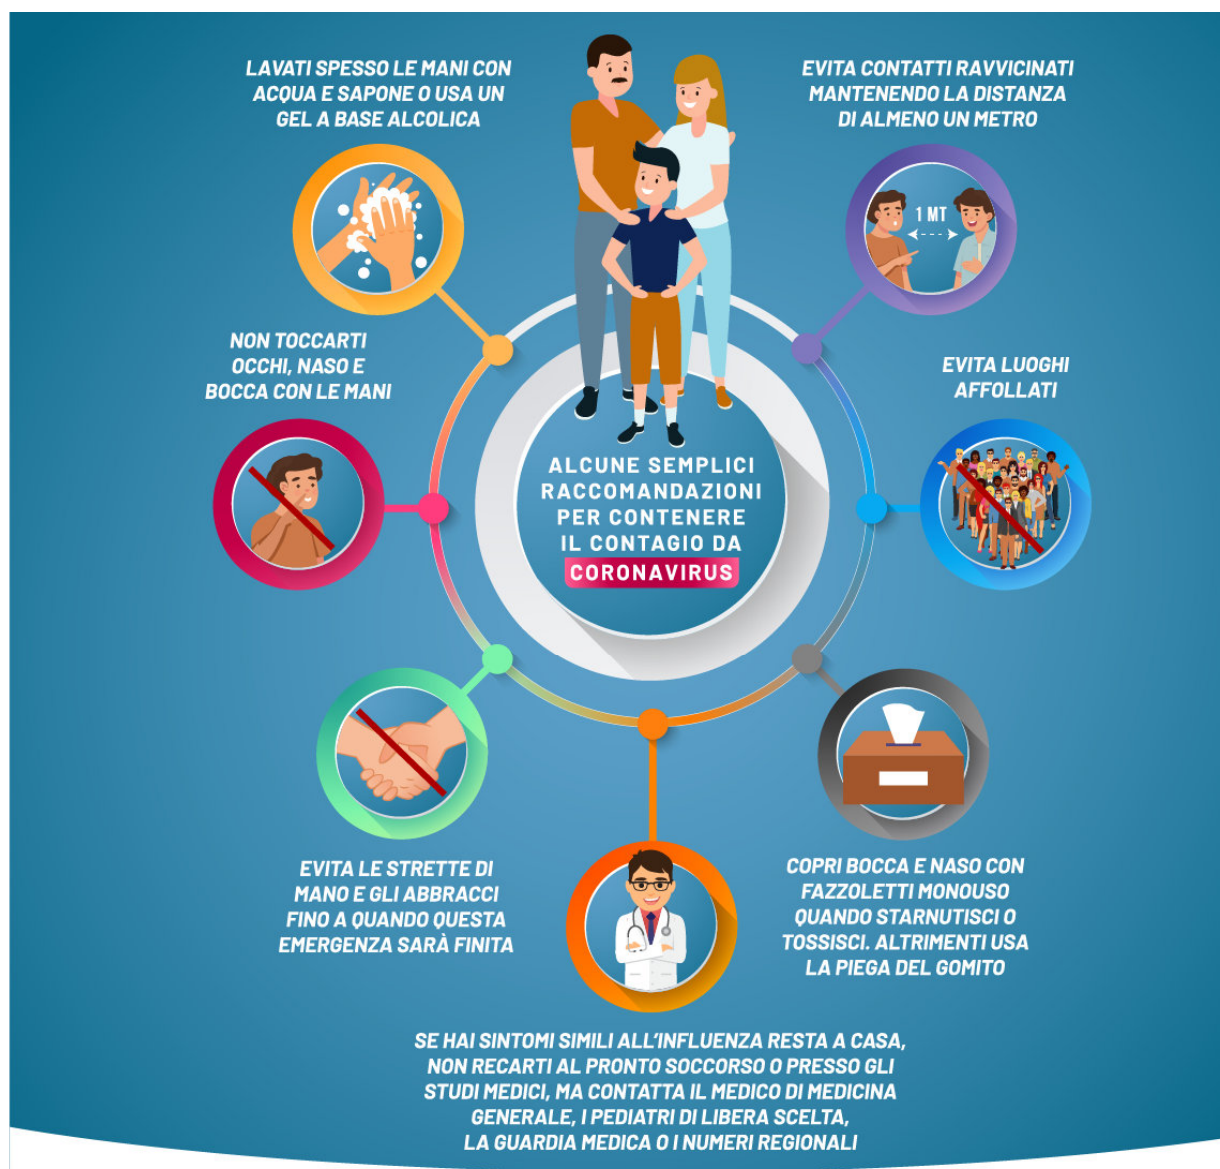 LAVATI SPESSO LE MANI CON
ACQUA E SAPONE O USA UN
GEL A BASE ALCOLICA
EVITA CONTATTI RAVVICINATI
MANTENENDO LA DISTANZA
DI ALMENO UN METRO
1 MT
NON TOCCARTI
OCCHI, NASO E
BOCCA CON LE MANI
EVITA LUOGHI
AFFOLLATI
ALCUNE SEMPLICI
RACCOMANDAZIONI
PER CONTENERE
IL CONTAGIO DA
CORONAVIRUS
EVITA LE STRETTE DI
MANO E GLI ABBRACCI
FINO A QUANDO QUESTA
EMERGENZA SARÀ FINITA
COPRI BOCCA E NASO CON
FAZZOLETTI MONOUSO
QUANDO STARNUTISCI O
TOSSISCI. ALTRIMENTI USA
LA PIEGA DEL GOMITO
SE HAI SINTOMI SIMILI ALL'INFLUENZA RESTA A CASA,
NON RECARTI AL PRONTO SOCCORSO O PRESSO GLI
STUDI MEDICI, MA CONTATTA IL MEDICO DI MEDICINA
GENERALE, I PEDIATRI DI LIBERA SCELTA,
LA GUARDIA MEDICA O I NUMERI REGIONALI